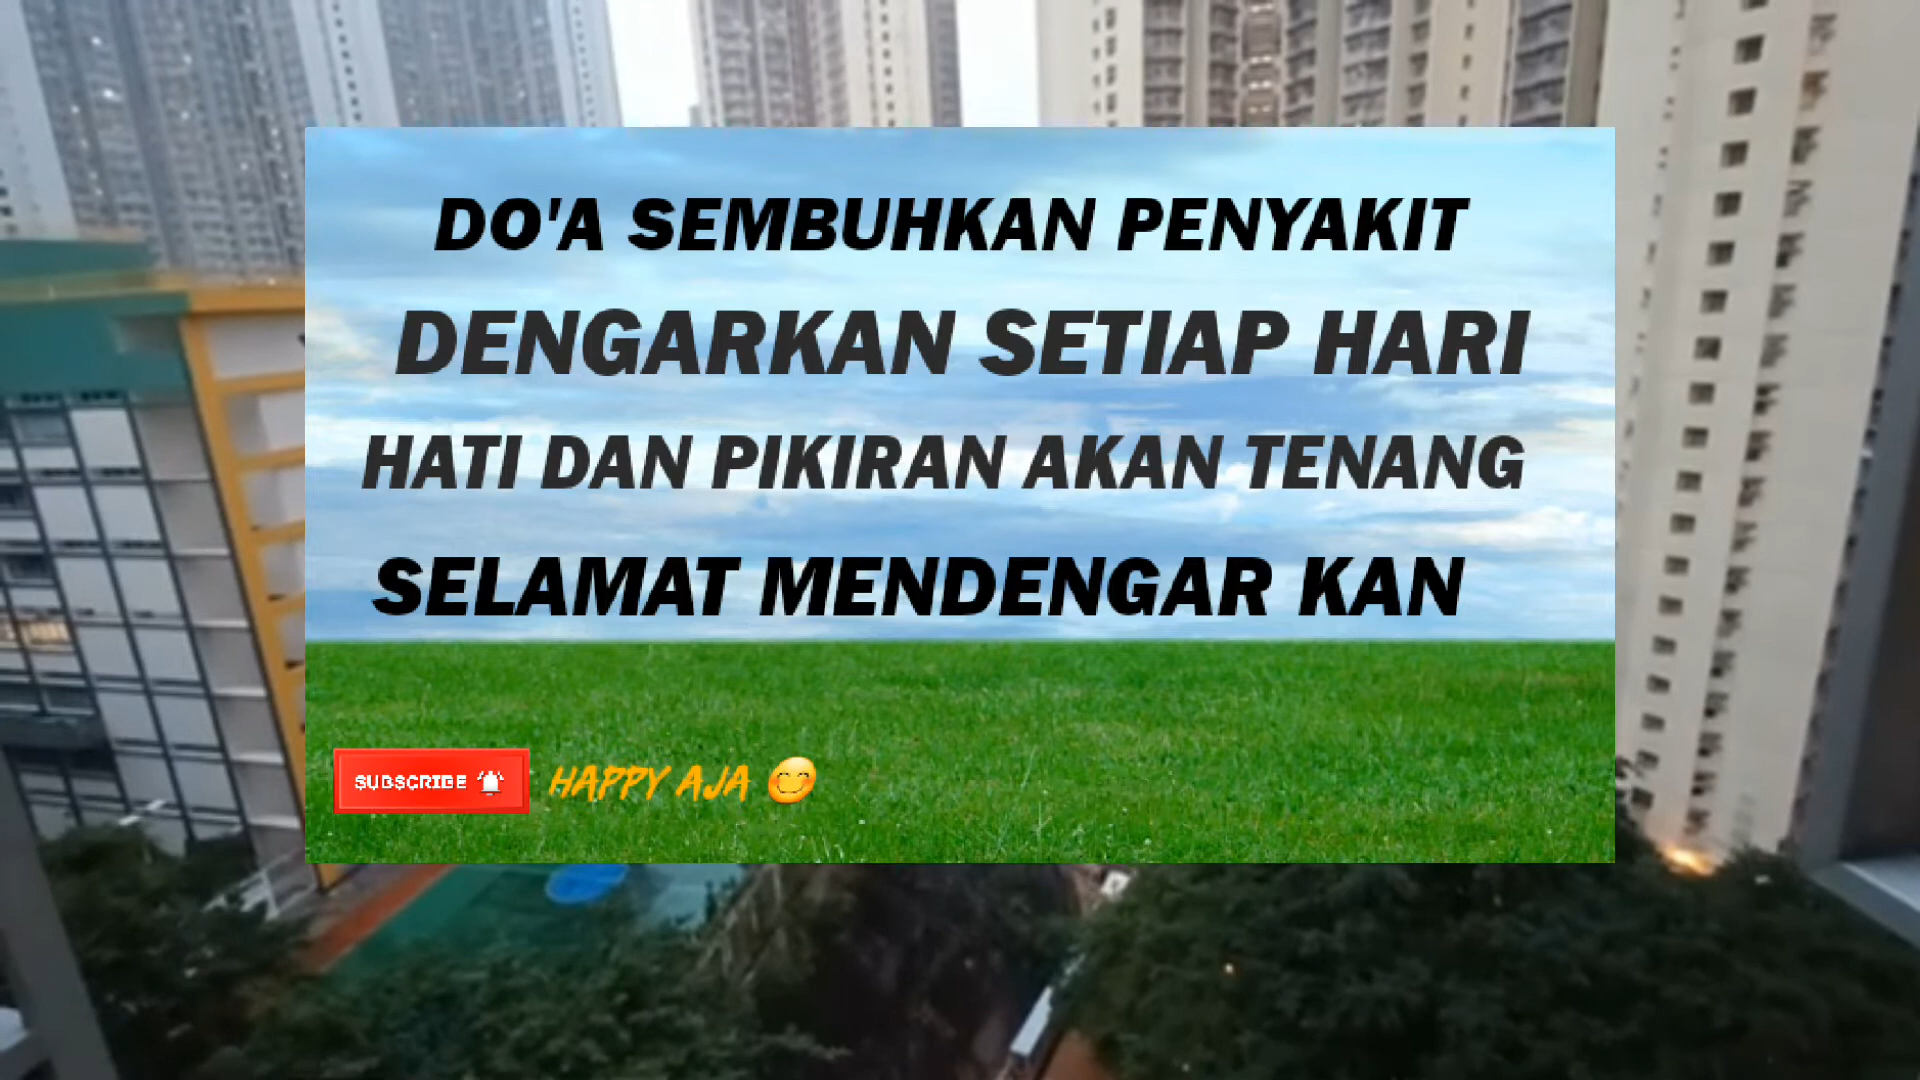 DO'A SEMBUHKAN PENYAKIT
DENGARKAN SETIAP HARI
HATI DAN PIKIRAN AKAN TENANG
SELAMAT MENDENGAR KAN
SUBSCRIBE
HAPPY AJA 😊